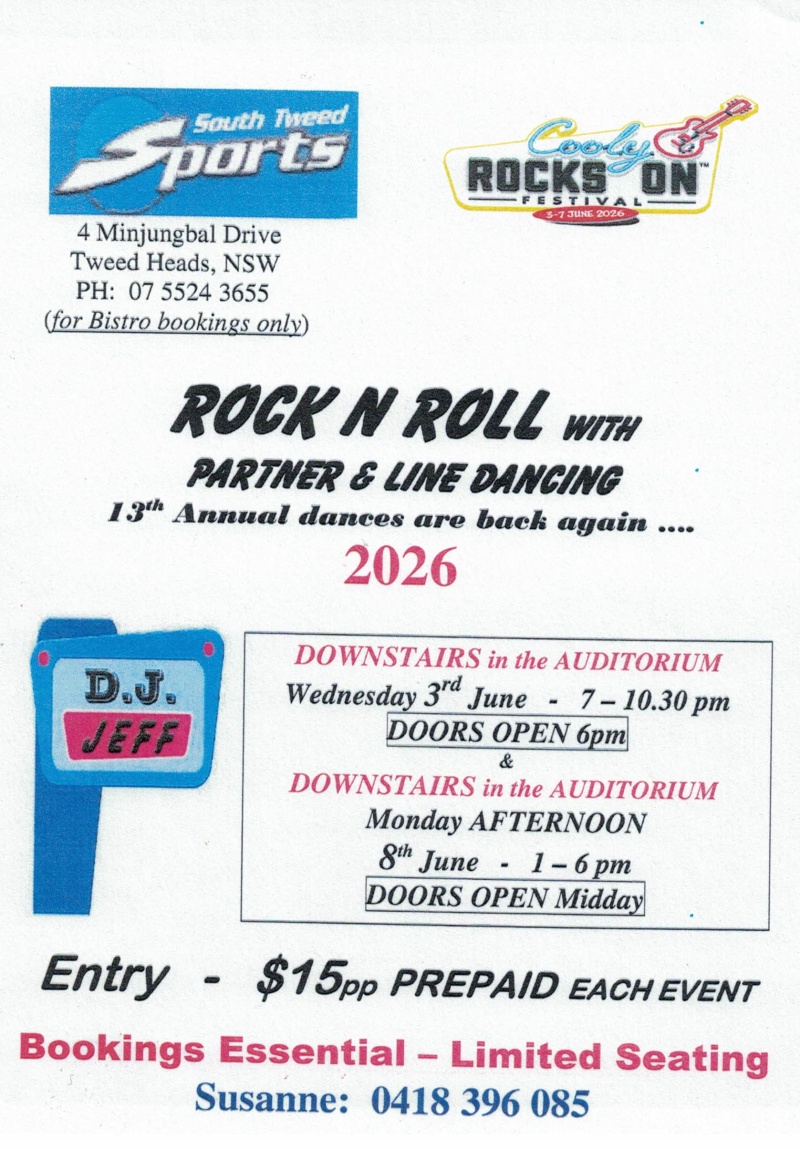 South Tweed
Sports
4 Minjungbal Drive
Tweed Heads, NSW
PH: 07 5524 3655
(for Bistro bookings only)
Cooly
ROCKS ON™
FESTIVAL
3-7 JUNE 2026
ROCK N ROLL WITH
PARTNER & LINE DANCING
13th Annual dances are back again ....
2026
D.J.
JEFF
DOWNSTAIRS in the AUDITORIUM
Wednesday 3rd June - 7 – 10.30 pm
DOORS OPEN 6pm
&
DOWNSTAIRS in the AUDITORIUM
Monday AFTERNOON
8th June - 1 – 6 pm
DOORS OPEN Midday
Entry - $15pp PREPAID EACH EVENT
Bookings Essential – Limited Seating
Susanne: 0418 396 085